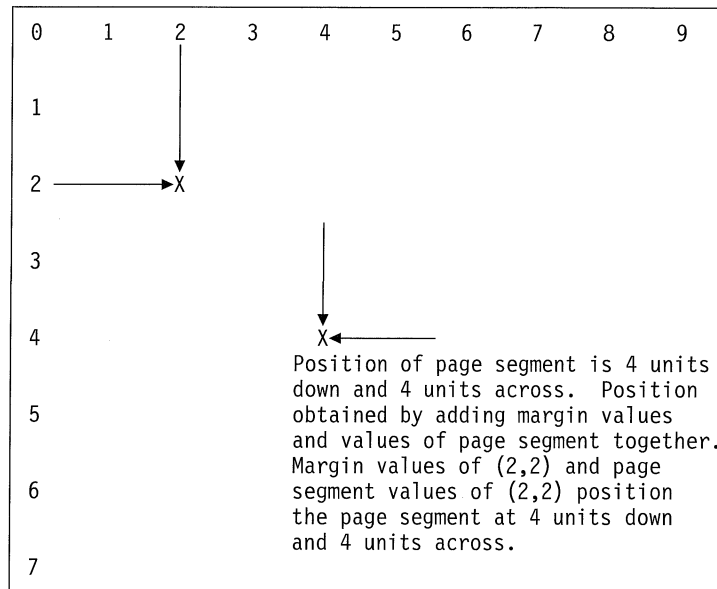 0 1 2 3 4 5 6 7 8 9
1
2 X
3
4 X
Position of page segment is 4 units
down and 4 units across. Position
5 obtained by adding margin values
and values of page segment together.
Margin values of (2,2) and page
6 segment values of (2,2) position
the page segment at 4 units down
and 4 units across.
7